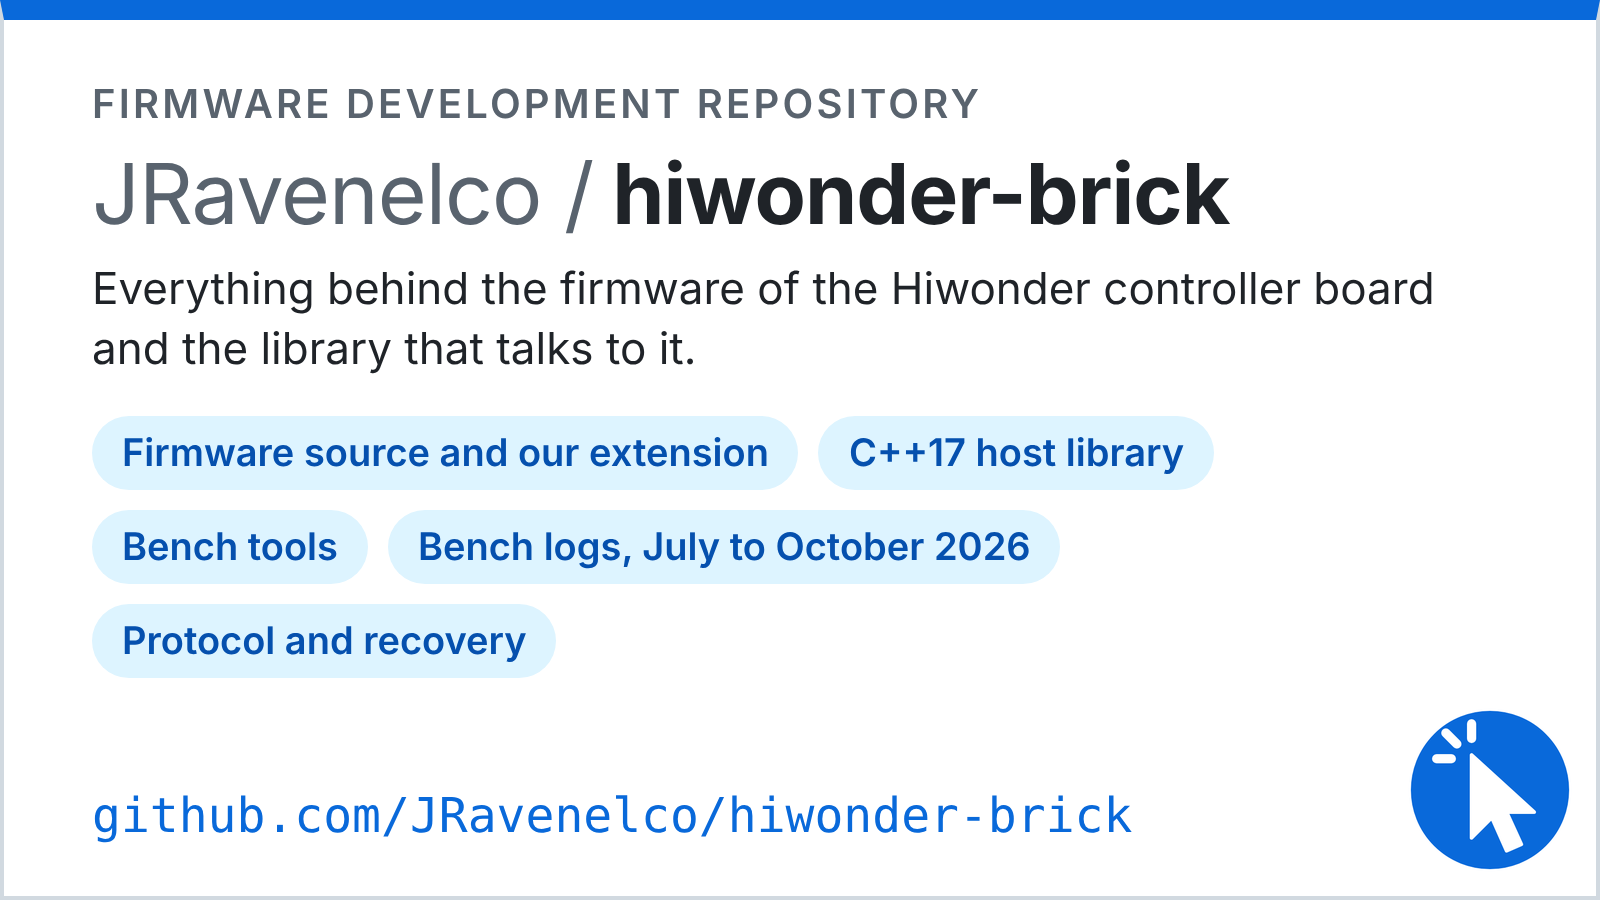 FIRMWARE DEVELOPMENT REPOSITORY
JRavenelco / hiwonder-brick
Everything behind the firmware of the Hiwonder controller board
and the library that talks to it.
Firmware source and our extension
C++17 host library
Bench tools
Bench logs, July to October 2026
Protocol and recovery
github.com/JRavenelco/hiwonder-brick